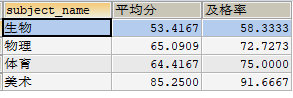 subject_name 平均分 及格率
生物 53.4167 58.3333
物理 65.0909 72.7273
体育 64.4167 75.0000
美术 85.2500 91.6667